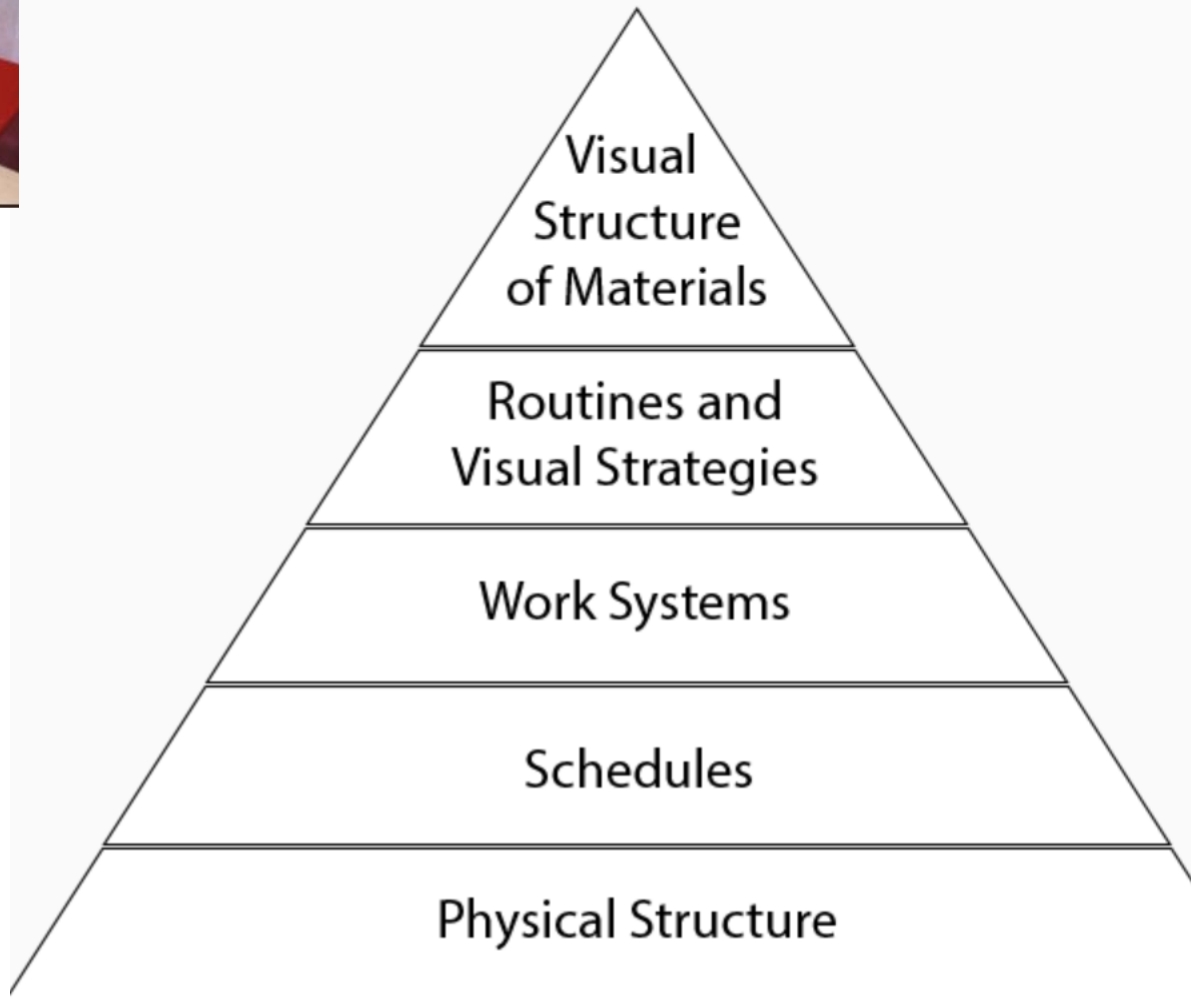 Visual
Structure
of Materials
Routines and
Visual Strategies
Work Systems
Schedules
Physical Structure